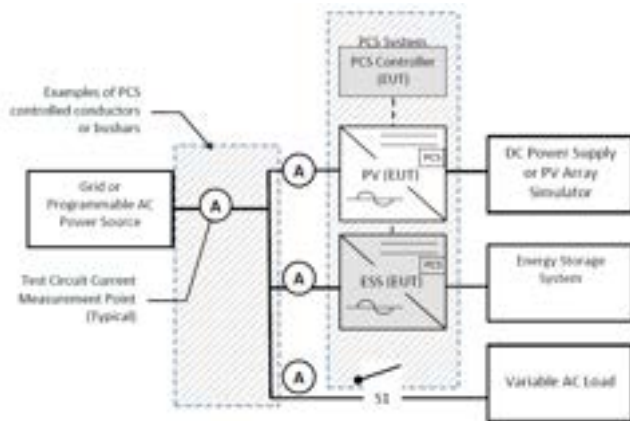 PCS System
PCS Controller
(EUT)
Examples of PCS
controlled conductors
or busbars
Grid or
Programmable AC
Power Source
A
A
PCS
PV (EUT)
DC Power Supply
or PV Array
Simulator
Test Circuit Current
Measurement Point
(Typical)
A
PCS
ESS (EUT)
Energy Storage
System
A
S1
Variable AC Load